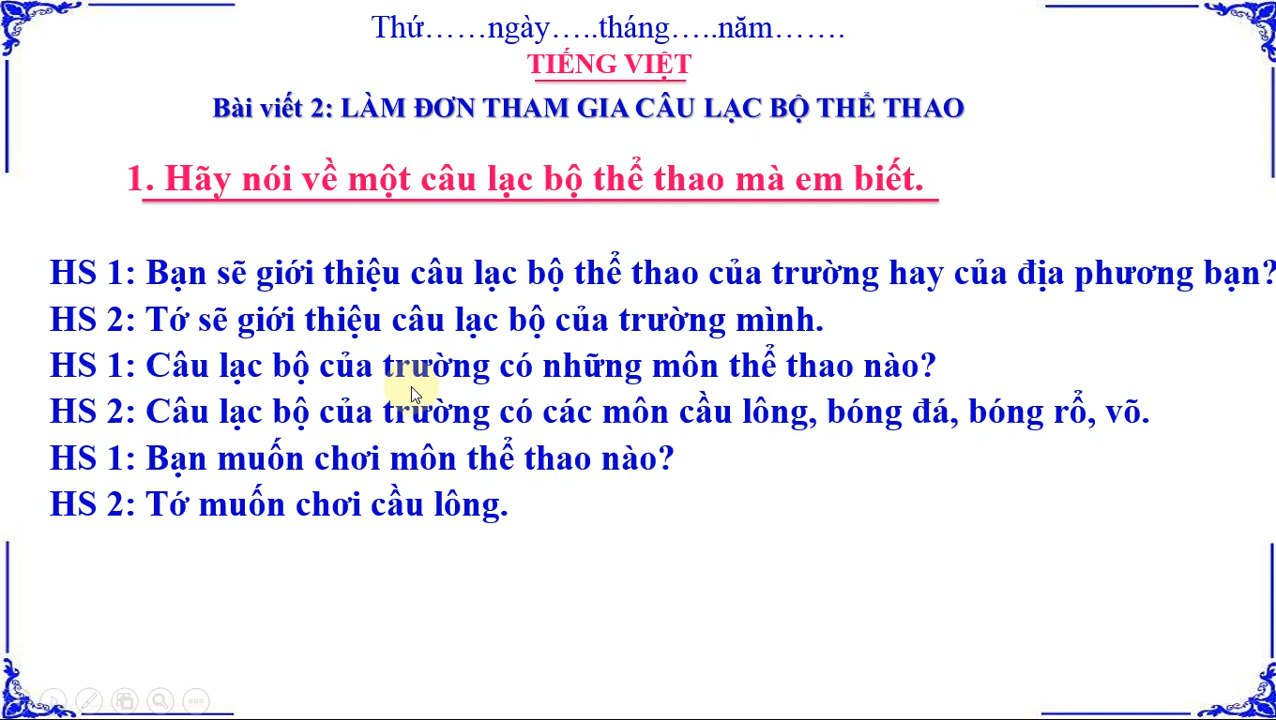 Thứ……ngày…..tháng…..năm…….
TIẾNG VIỆT
Bài viết 2: LÀM ĐƠN THAM GIA CÂU LẠC BỘ THỂ THAO
1. Hãy nói về một câu lạc bộ thể thao mà em biết.
HS 1: Bạn sẽ giới thiệu câu lạc bộ thể thao của trường hay của địa phương bạn?
HS 2: Tớ sẽ giới thiệu câu lạc bộ của trường mình.
HS 1: Câu lạc bộ của trường có những môn thể thao nào?
HS 2: Câu lạc bộ của trường có các môn cầu lông, bóng đá, bóng rổ, võ.
HS 1: Bạn muốn chơi môn thể thao nào?
HS 2: Tớ muốn chơi cầu lông.